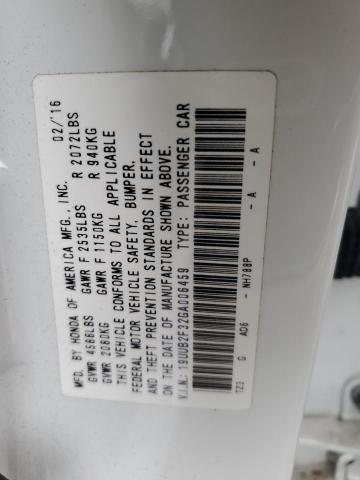 MFD. BY HONDA OF AMERICA MFG., INC. 02/'16
GVWR 4586LBS GAWR F 2535LBS R 2072LBS
GVWR 2080KG GAWR F 1150KG R 940KG
THIS VEHICLE CONFORMS TO ALL APPLICABLE
FEDERAL MOTOR VEHICLE SAFETY, BUMPER,
AND THEFT PREVENTION STANDARDS IN EFFECT
ON THE DATE OF MANUFACTURE SHOWN ABOVE.
V.I.N.: 19UUB2F32GA006459 TYPE: PASSENGER CAR
TZ3 G AD6 - NH788P - A - A